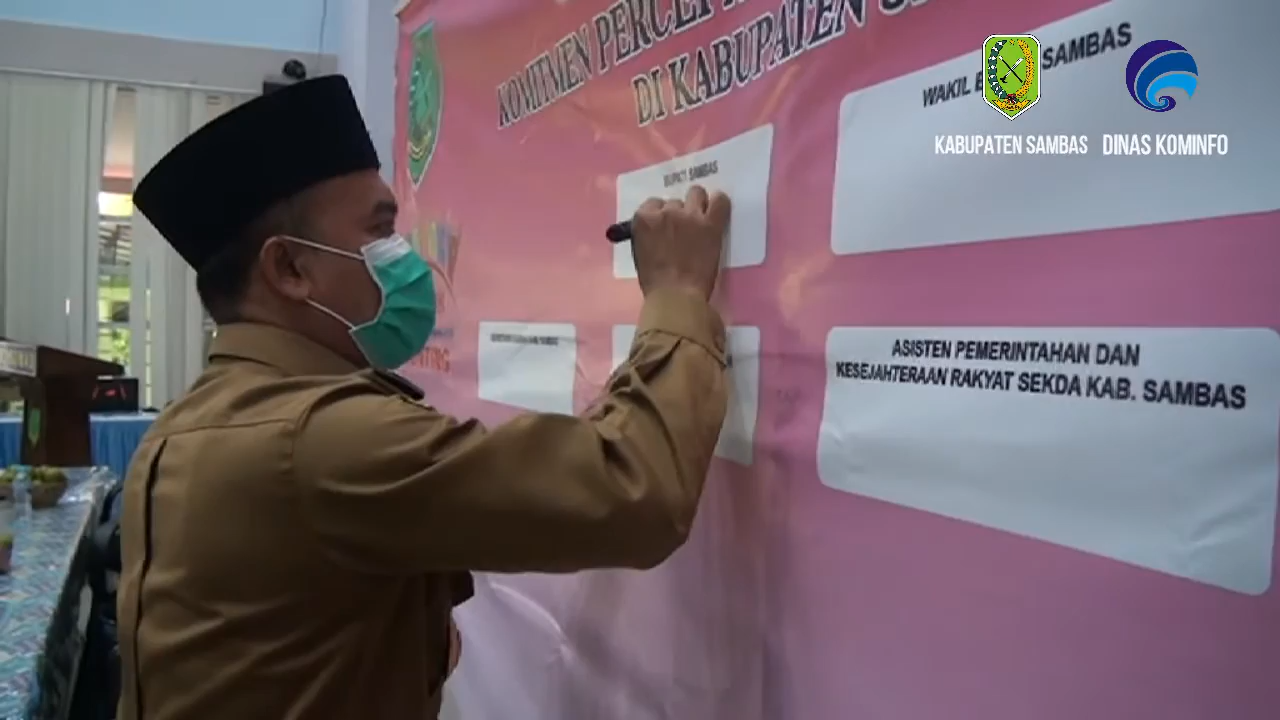 KOMITMEN
DI KABUPATEN
WAKIL SAMBAS
KABUPATEN SAMBAS
DINAS KOMINFO
BUPATI SAMBAS
ASISTEN PEMERINTAHAN DAN
KESEJAHTERAAN RAKYAT SEKDA KAB. SAMBAS